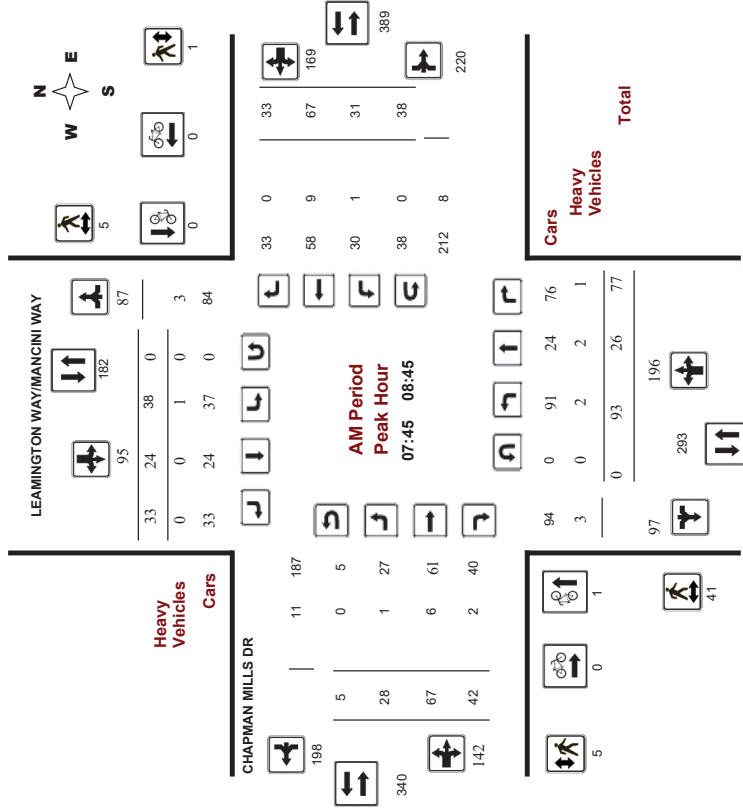 N
W E
S
5
1
0
0
LEAMINGTON WAY/MANCINI WAY
95
182
87
33 24 38 0
0 0 1 0 3
33 24 37 0 84
Heavy
Vehicles
Cars
169
389
220
33 0 33
58 9 67
30 1 31
38 0 38
212 8
AM Period
Peak Hour
07:45 08:45
CHAPMAN MILLS DR
198
340
142
11 187
5 0 5
28 1 27
67 6 61
42 2 40
94 0 91 24 76 Cars
3 0 2 2 1 Heavy
Vehicles
0 93 26 77 Total
97
293
196
5
0
1
41